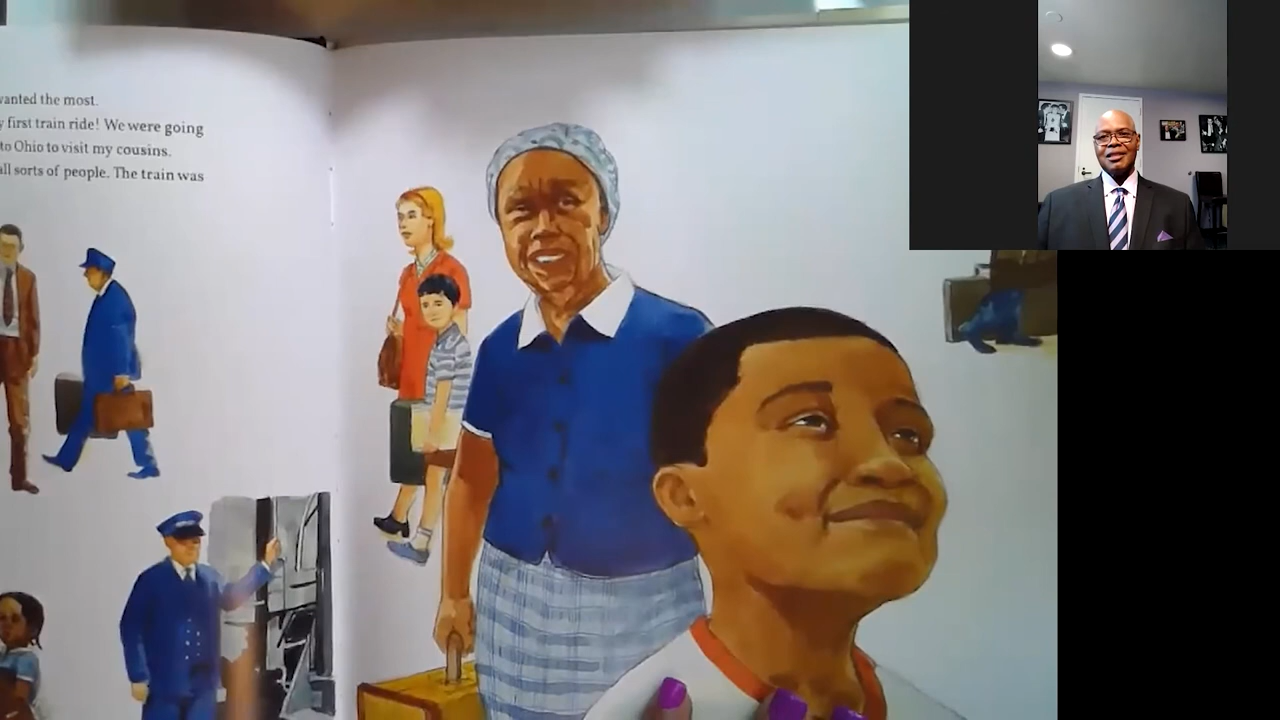 wanted the most.
first train ride! We were going
to Ohio to visit my cousins.
all sorts of people. The train was